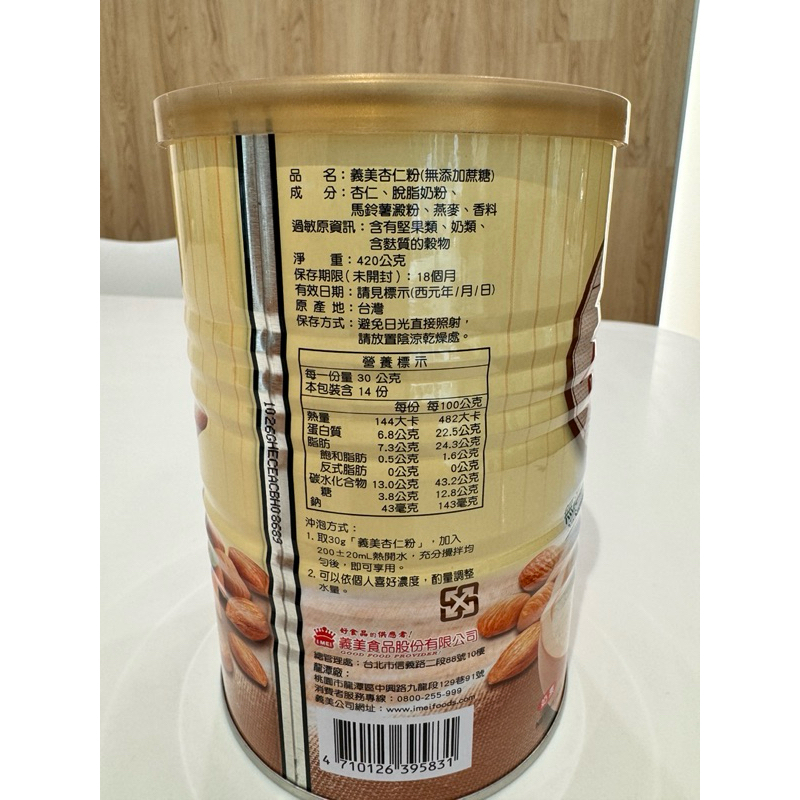 品　　名：義美杏仁粉(無添加蔗糖)
成　　分：杏仁、脫脂奶粉、
馬鈴薯澱粉、燕麥、香料
過敏原資訊：含有堅果類、奶類、
含麩質的穀物
淨　　重：420公克
保存期限(未開封)：18個月
有效日期：請見標示(西元年/月/日)
原 產 地：台灣
保存方式：避免日光直接照射，
請放置陰涼乾燥處。
營養標示
每一份量 30 公克
本包裝含 14 份
每份 每100公克
熱量 144大卡 482大卡
蛋白質 6.8公克 22.5公克
脂肪 7.3公克 24.3公克
飽和脂肪 0.5公克 1.6公克
反式脂肪 0公克 0公克
碳水化合物 13.0公克 43.2公克
糖 3.8公克 12.8公克
鈉 43毫克 143毫克
沖泡方式：
1. 取30g「義美杏仁粉」，加入
200±20mL熱開水，充分攪拌均
勻後，即可享用。
2. 可以依個人喜好濃度，酌量調整
水量。
好食品的供應者!
I MEI 義美食品股份有限公司
GOOD FOOD PROVIDER
總管理處：台北市信義路二段88號10樓
龍潭廠：
桃園市龍潭區中興路九龍段129巷91號
消費者服務專線：0800-255-999
義美公司網址：www.imeifoods.com
4 710126 395831